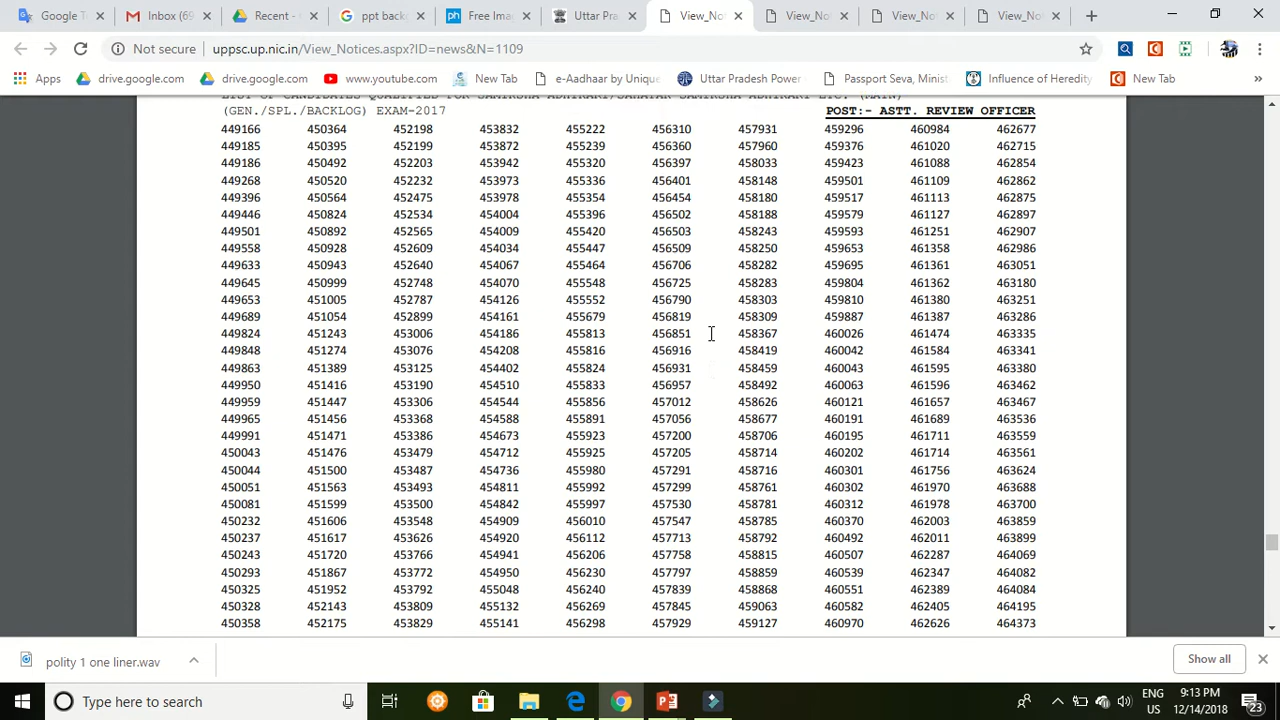 Google T
Inbox (
Recent -
ppt back
Free Ima
Uttar Pra
View_No
View_No
View_No
View_No
Not secure
uppsc.up.nic.in/View_Notices.aspx?ID=news&N=1109
Apps
drive.google.com
drive.google.com
www.youtube.com
New Tab
e-Aadhaar by Unique
Uttar Pradesh Power
Passport Seva, Minist
Influence of Heredity
New Tab
»
LIST OF CANDIDATES QUALIFIED FOR SAMIKSHA ADHIKARI/SAHAYAK SAMIKSHA ADHIKARI ETC. (MAIN)
(GEN./SPL./BACKLOG) EXAM-2017 POST:- ASTT. REVIEW OFFICER
449166 450364 452198 453832 455222 456310 457931 459296 460984 462677
449185 450395 452199 453872 455239 456360 457960 459376 461020 462715
449186 450492 452203 453942 455320 456397 458033 459423 461088 462854
449268 450520 452232 453973 455336 456401 458148 459501 461109 462862
449396 450564 452475 453978 455354 456454 458180 459517 461113 462875
449446 450824 452534 454004 455396 456502 458188 459579 461127 462897
449501 450892 452565 454009 455420 456503 458243 459593 461251 462907
449558 450928 452609 454034 455447 456509 458250 459653 461358 462986
449633 450943 452640 454067 455464 456706 458282 459695 461361 463051
449645 450999 452748 454070 455548 456725 458283 459804 461362 463180
449653 451005 452787 454126 455552 456790 458303 459810 461380 463251
449689 451054 452899 454161 455679 456819 458309 459887 461387 463286
449824 451243 453006 454186 455813 456851 458367 460026 461474 463335
449848 451274 453076 454208 455816 456916 458419 460042 461584 463341
449863 451389 453125 454402 455824 456931 458459 460043 461595 463380
449950 451416 453190 454510 455833 456957 458492 460063 461596 463462
449959 451447 453306 454544 455856 457012 458626 460121 461657 463467
449965 451456 453368 454588 455891 457056 458677 460191 461689 463536
449991 451471 453386 454673 455923 457200 458706 460195 461711 463559
450043 451476 453479 454712 455925 457205 458714 460202 461714 463561
450044 451500 453487 454736 455980 457291 458716 460301 461756 463624
450051 451563 453493 454811 455992 457299 458761 460302 461970 463688
450081 451599 453500 454842 455997 457530 458781 460312 461978 463700
450232 451606 453548 454909 456010 457547 458785 460370 462003 463859
450237 451617 453626 454920 456112 457713 458792 460492 462011 463899
450243 451720 453766 454941 456206 457758 458815 460507 462287 464069
450293 451867 453772 454950 456230 457797 458859 460539 462347 464082
450325 451952 453792 455048 456240 457839 458868 460551 462389 464084
450328 452143 453809 455132 456269 457845 459063 460582 462405 464195
450358 452175 453829 455141 456298 457929 459127 460970 462626 464373
polity 1 one liner.wav
Show all
Type here to search
ENG
US
9:13 PM
12/14/2018
23